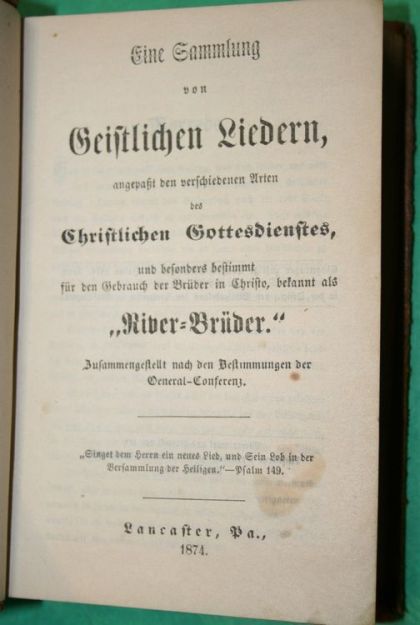 Eine Sammlung
von
Geistlichen Liedern,
angepaßt den verschiedenen Arten
des
Christlichen Gottesdienstes,
und besonders bestimmt
für den Gebrauch der Brüder in Christo, bekannt als
„River-Brüder.“
Zusammengestellt nach den Bestimmungen der
General-Conferenz.
„Singet dem Herrn ein neues Lied, und Sein Lob in der
Versammlung der Heiligen.“—Psalm 149.
Lancaster, Pa.,
1874.